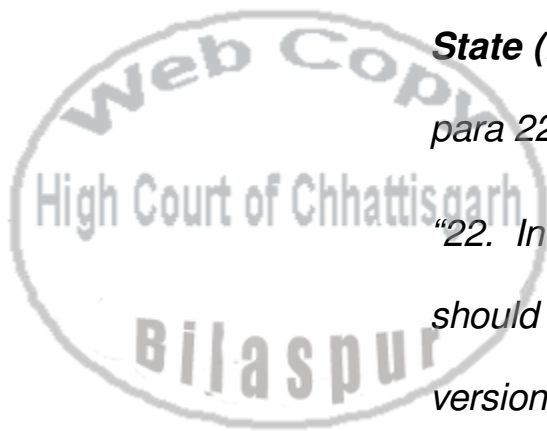 State (
para 22
Web Copy
High Court of Chhattisgarh
"22. In
should
Bilaspur
version